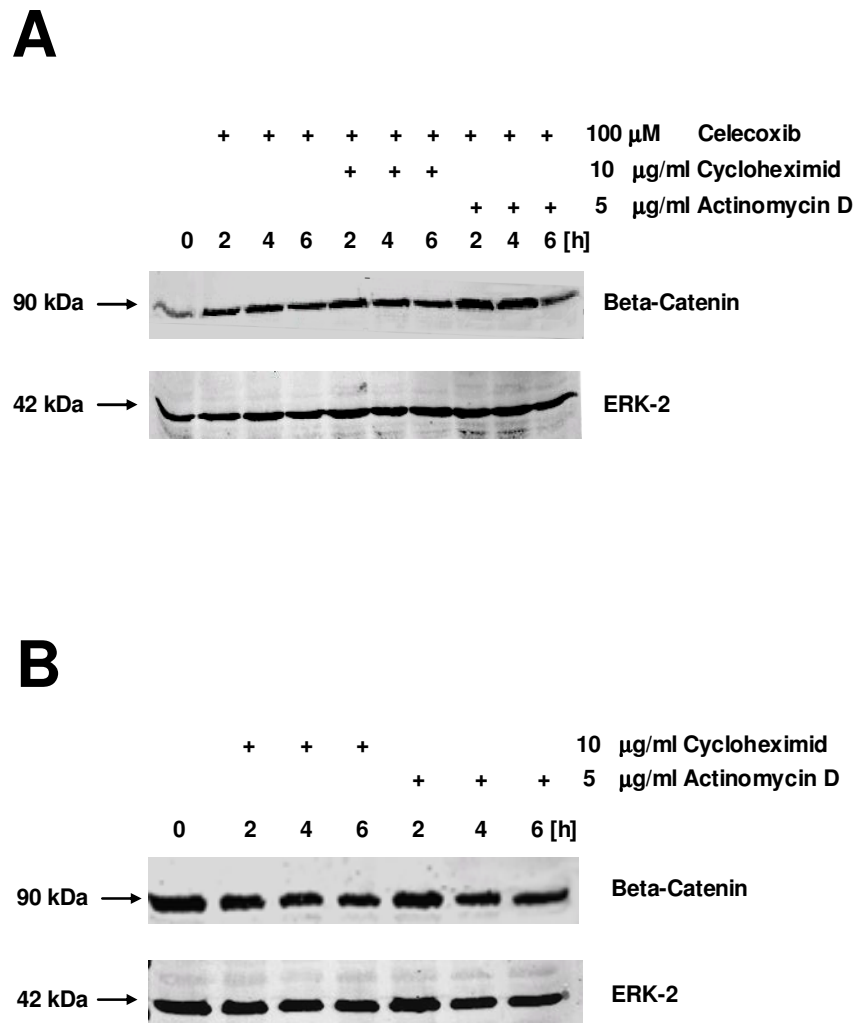 A
+ + + + + + + + + 100 μM Celecoxib
+ + + 10 μg/ml Cycloheximid
+ + + 5 μg/ml Actinomycin D
0 2 4 6 2 4 6 2 4 6 [h]
90 kDa Beta-Catenin
42 kDa ERK-2
B
+ + + 10 μg/ml Cycloheximid
+ + + 5 μg/ml Actinomycin D
0 2 4 6 2 4 6 [h]
90 kDa Beta-Catenin
42 kDa ERK-2